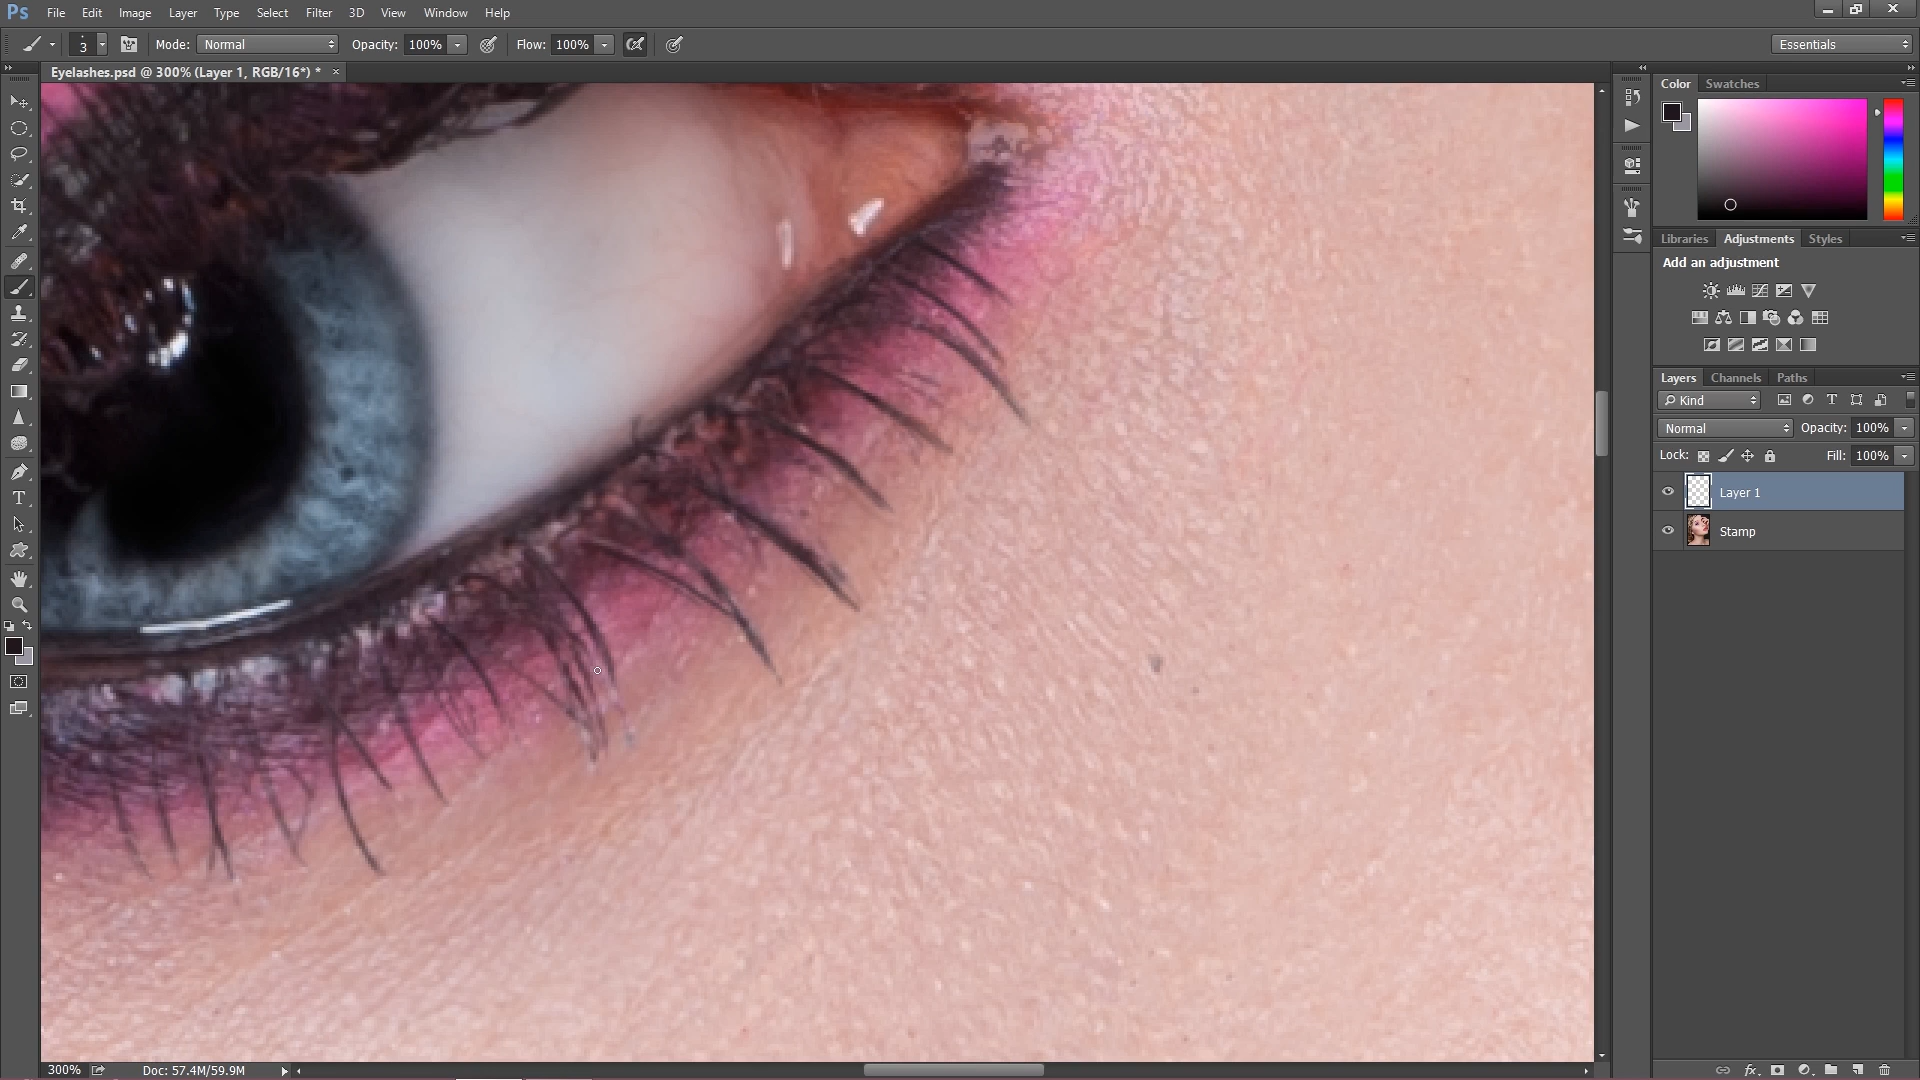 Ps File Edit Image Layer Type Select Filter 3D View Window Help
3 Mode: Normal Opacity: 100% Flow: 100% Essentials
Eyelashes.psd @ 300% (Layer 1, RGB/16*) * ×
Color Swatches
Libraries Adjustments Styles
Add an adjustment
Layers Channels Paths
Kind
Normal Opacity: 100%
Lock: Fill: 100%
Layer 1
Stamp
300% Doc: 57.4M/59.9M